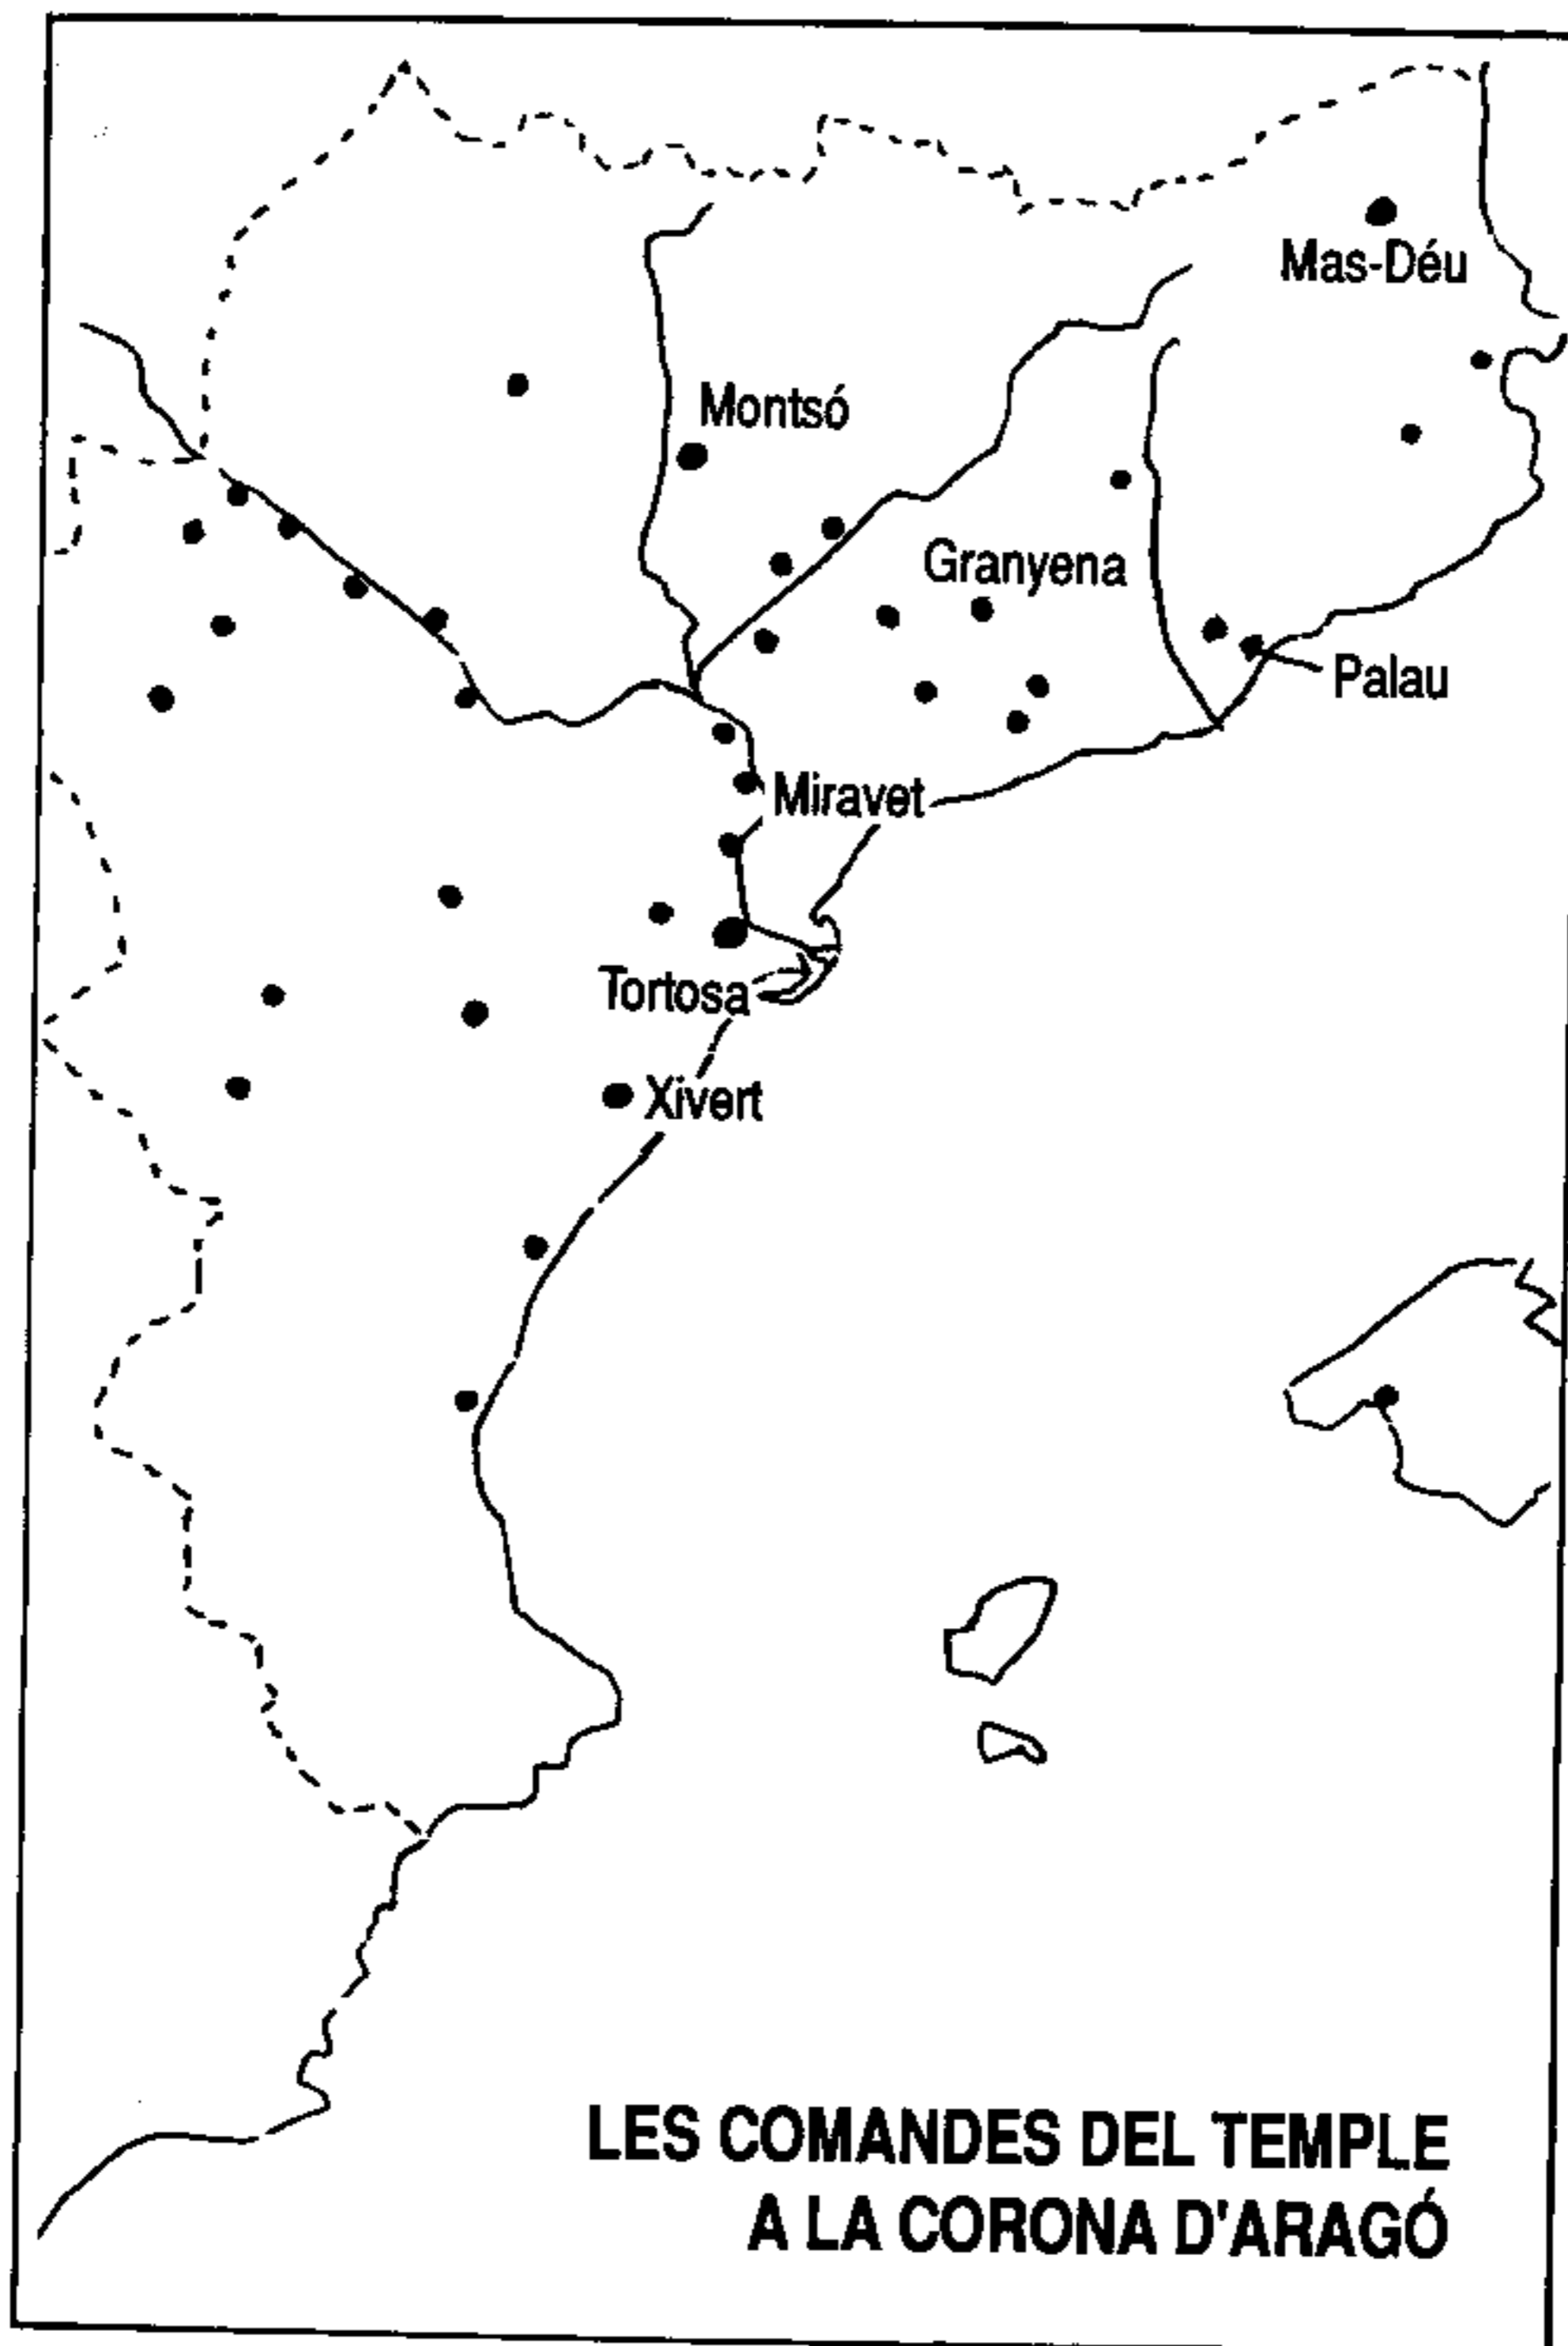 Mas-Déu
Montsó
Granyena
Palau
Miravet
Tortosa
Xivert
LES COMANDES DEL TEMPLE
A LA CORONA D'ARAGÓ